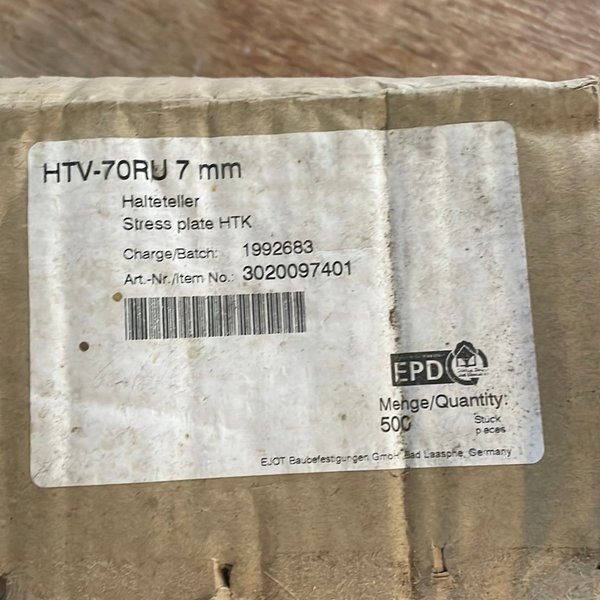 HTV-70RU 7 mm
Halteteller
Stress plate HTK
Charge/Batch: 1992683
Art.-Nr./Item No.: 3020097401
EPD
Menge/Quantity:
500 Stück
pieces
EJOT Baubefestigungen GmbH Bad Laasphe, Germany